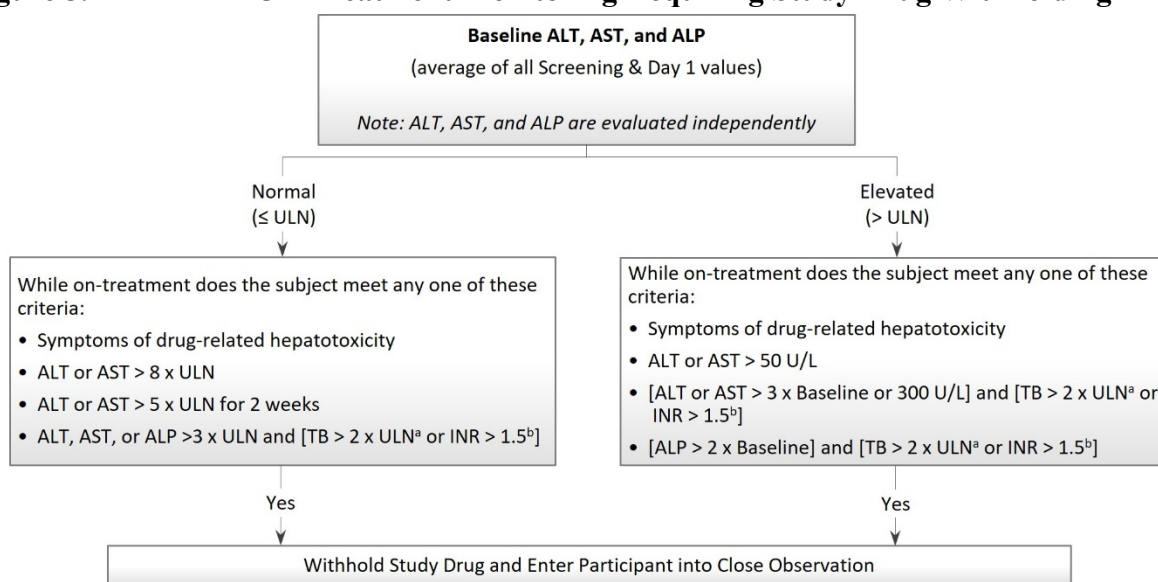 Baseline ALT, AST, and ALP
(average of all Screening & Day 1 values)
Note: ALT, AST, and ALP are evaluated independently
Normal
(≤ ULN)
Elevated
(> ULN)
While on-treatment does the subject meet any one of these
criteria:
• Symptoms of drug-related hepatotoxicity
• ALT or AST > 8 x ULN
• ALT or AST > 5 x ULN for 2 weeks
• ALT, AST, or ALP >3 x ULN and [TB > 2 x ULNᵃ or INR > 1.5ᵇ]
While on-treatment does the subject meet any one of these
criteria:
• Symptoms of drug-related hepatotoxicity
• ALT or AST > 50 U/L
• [ALT or AST > 3 x Baseline or 300 U/L] and [TB > 2 x ULNᵃ or
INR > 1.5ᵇ]
• [ALP > 2 x Baseline] and [TB > 2 x ULNᵃ or INR > 1.5ᵇ]
Yes
Yes
Withhold Study Drug and Enter Participant into Close Observation